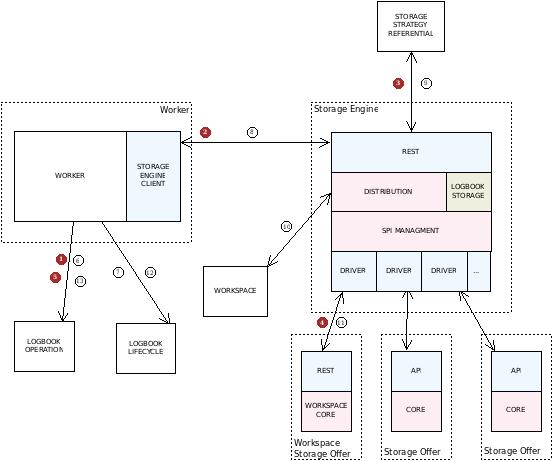 STORAGE
STRATEGY
REFERENTIAL
3
Worker
Storage Engine
2
8
REST
WORKER
STORAGE
ENGINE
CLIENT
DISTRIBUTION
LOGBOOK
STORAGE
SPI MANAGMENT
10
1
6
5
13
7
12
DRIVER
DRIVER
DRIVER
...
WORKSPACE
4
11
LOGBOOK
OPERATION
LOGBOOK
LIFECYCLE
REST
API
API
WORKSPACE
CORE
CORE
CORE
Workspace
Storage Offer
Storage Offer
Storage Offer